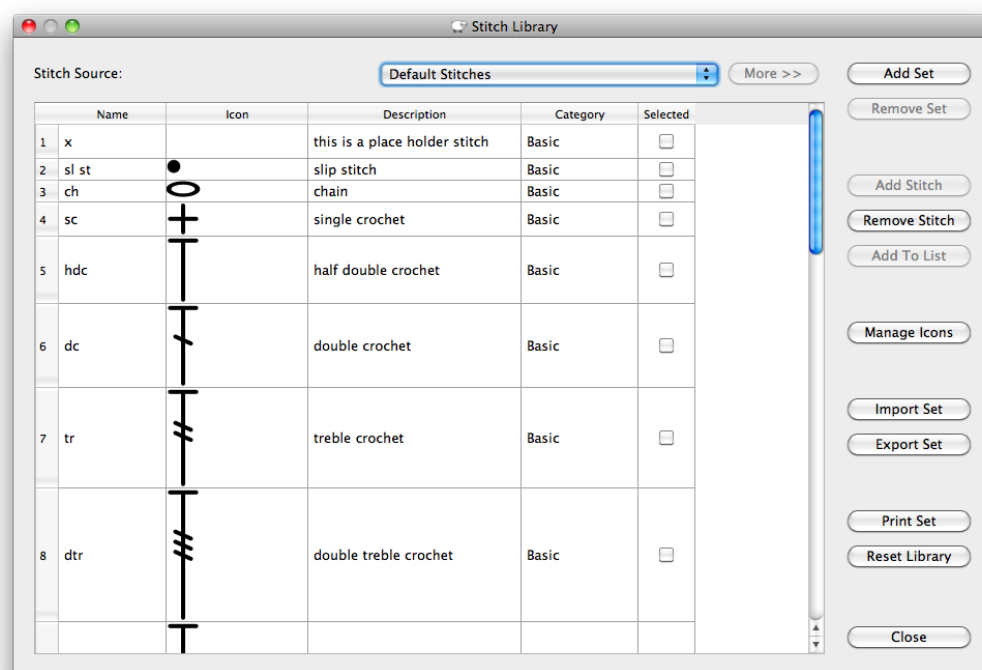 Stitch Library
Stitch Source: Default Stitches More >> Add Set
Remove Set
Name Icon Description Category Selected
1 x this is a place holder stitch Basic
2 sl st slip stitch Basic
3 ch chain Basic
Add Stitch
4 sc single crochet Basic
Remove Stitch
Add To List
5 hdc half double crochet Basic
Manage Icons
6 dc double crochet Basic
Import Set
7 tr treble crochet Basic
Export Set
Print Set
8 dtr double treble crochet Basic
Reset Library
Close